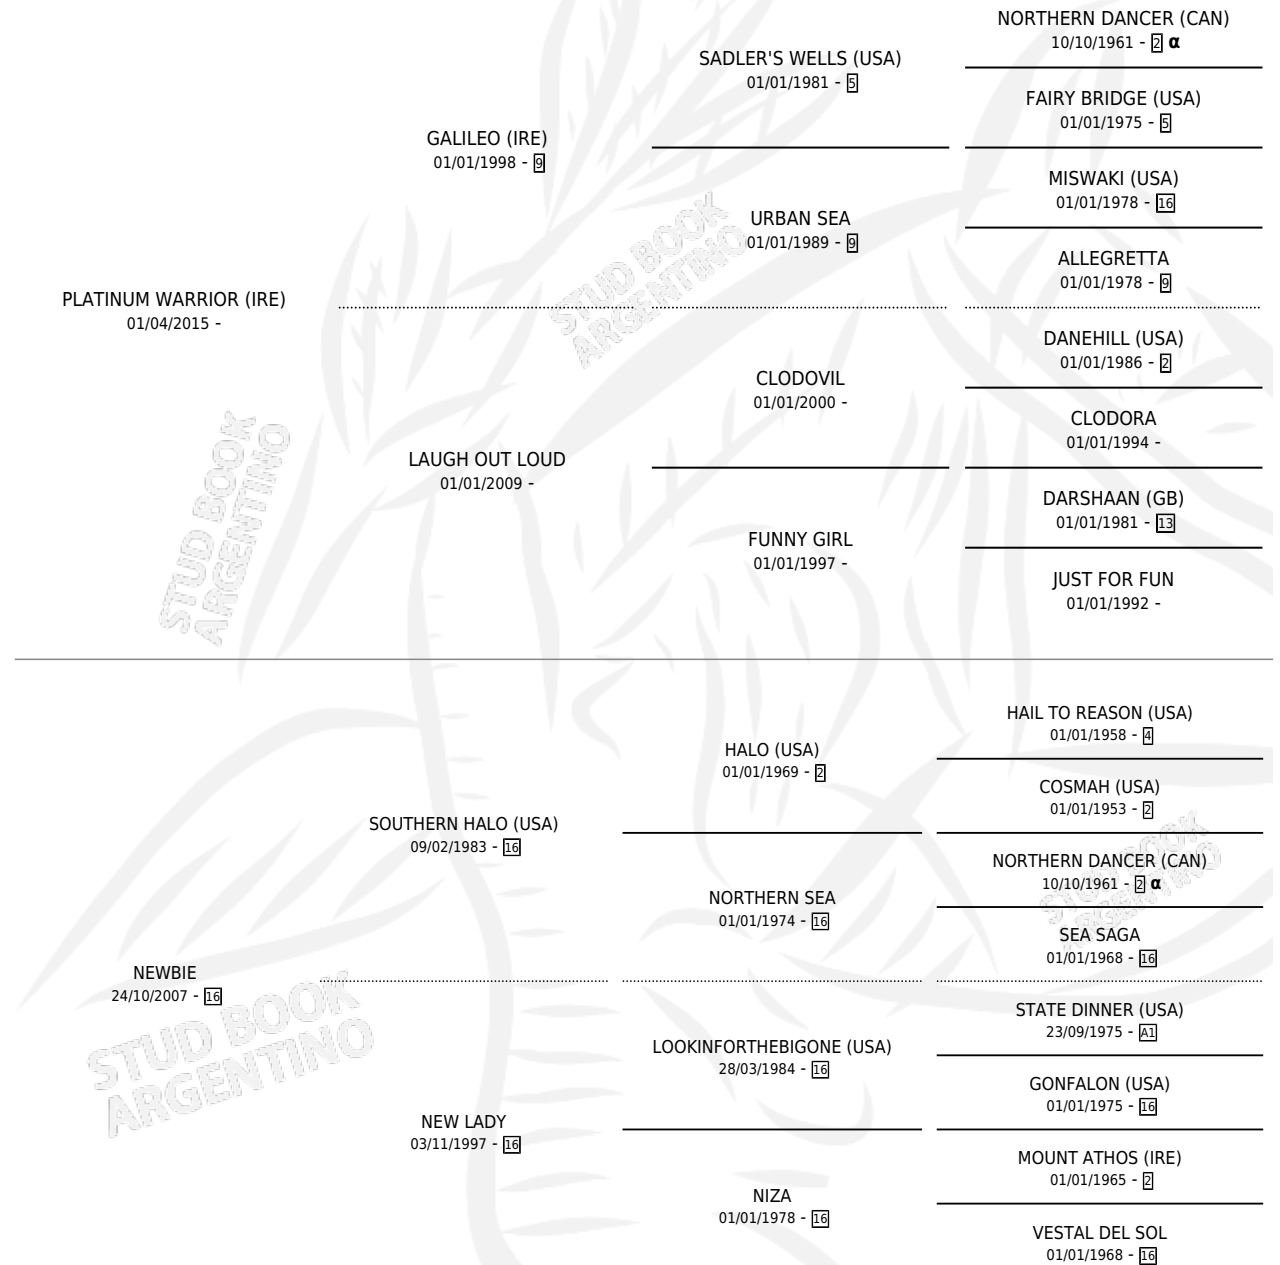 NORTHERN DANCER (CAN)
10/10/1961 - 2 α
SADLER'S WELLS (USA)
01/01/1981 - 5
FAIRY BRIDGE (USA)
01/01/1975 - 5
GALILEO (IRE)
01/01/1998 - 9
MISWAKI (USA)
01/01/1978 - 16
URBAN SEA
01/01/1989 - 9
ALLEGRETTA
01/01/1978 - 9
STUD BOOK
ARGENTINO
PLATINUM WARRIOR (IRE)
01/04/2015 -
DANEHILL (USA)
01/01/1986 - 2
CLODOVIL
01/01/2000 -
CLODORA
01/01/1994 -
LAUGH OUT LOUD
01/01/2009 -
DARSHAAN (GB)
01/01/1981 - 13
FUNNY GIRL
01/01/1997 -
JUST FOR FUN
01/01/1992 -
STUD BOOK
ARGENTINO
HAIL TO REASON (USA)
01/01/1958 - 4
HALO (USA)
01/01/1969 - 2
COSMAH (USA)
01/01/1953 - 2
SOUTHERN HALO (USA)
09/02/1983 - 16
NORTHERN DANCER (CAN)
10/10/1961 - 2 α
STUD BOOK
ARGENTINO
NORTHERN SEA
01/01/1974 - 16
SEA SAGA
01/01/1968 - 16
NEWBIE
24/10/2007 - 16
STATE DINNER (USA)
23/09/1975 - A1
LOOKINFORTHEBIGONE (USA)
28/03/1984 - 16
GONFALON (USA)
01/01/1975 - 16
STUD BOOK
ARGENTINO
NEW LADY
03/11/1997 - 16
MOUNT ATHOS (IRE)
01/01/1965 - 2
NIZA
01/01/1978 - 16
VESTAL DEL SOL
01/01/1968 - 16